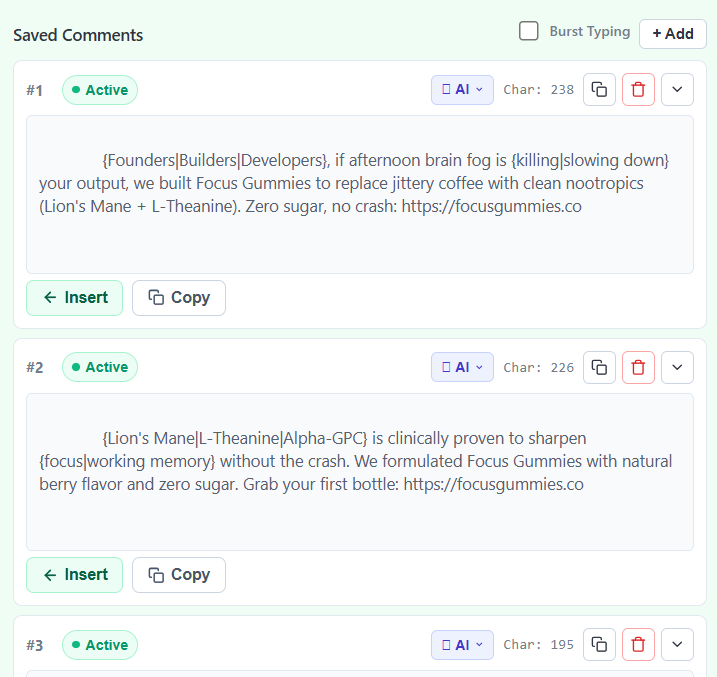 Saved Comments
Burst Typing
+ Add
#1
Active
AI
Char: 238
{Founders|Builders|Developers}, if afternoon brain fog is {killing|slowing down}
your output, we built Focus Gummies to replace jittery coffee with clean nootropics
(Lion's Mane + L-Theanine). Zero sugar, no crash: https://focusgummies.co
Insert
Copy
#2
Active
AI
Char: 226
{Lion's Mane|L-Theanine|Alpha-GPC} is clinically proven to sharpen
{focus|working memory} without the crash. We formulated Focus Gummies with natural
berry flavor and zero sugar. Grab your first bottle: https://focusgummies.co
Insert
Copy
#3
Active
AI
Char: 195